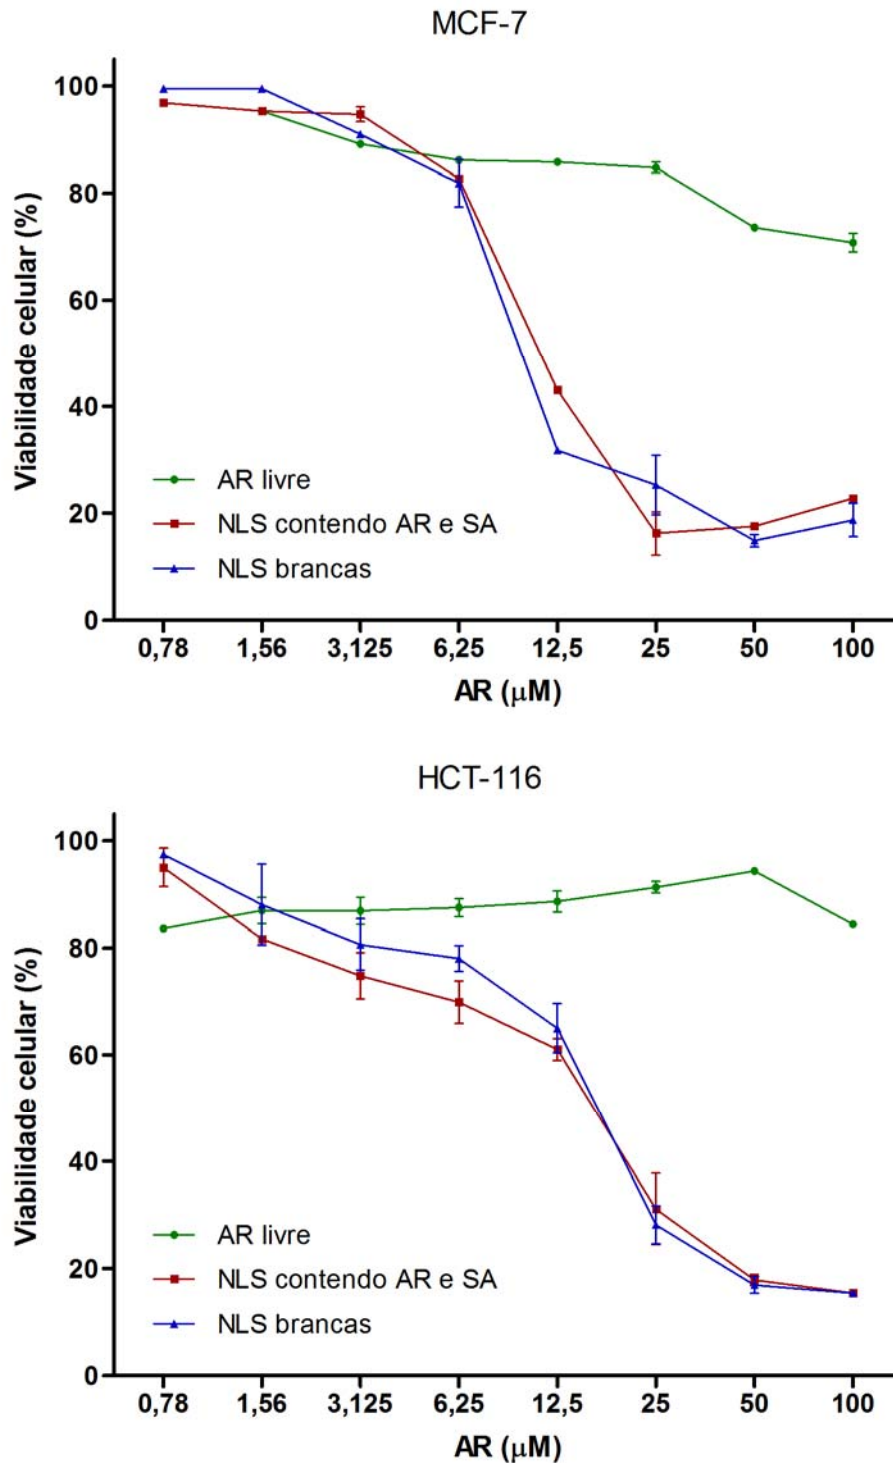 MCF-7
Viabilidade celular (%)
100
80
60
40
20
0
AR livre
NLS contendo AR e SA
NLS brancas
0,78 1,56 3,125 6,25 12,5 25 50 100
AR (µM)
HCT-116
Viabilidade celular (%)
100
80
60
40
20
0
AR livre
NLS contendo AR e SA
NLS brancas
0,78 1,56 3,125 6,25 12,5 25 50 100
AR (µM)